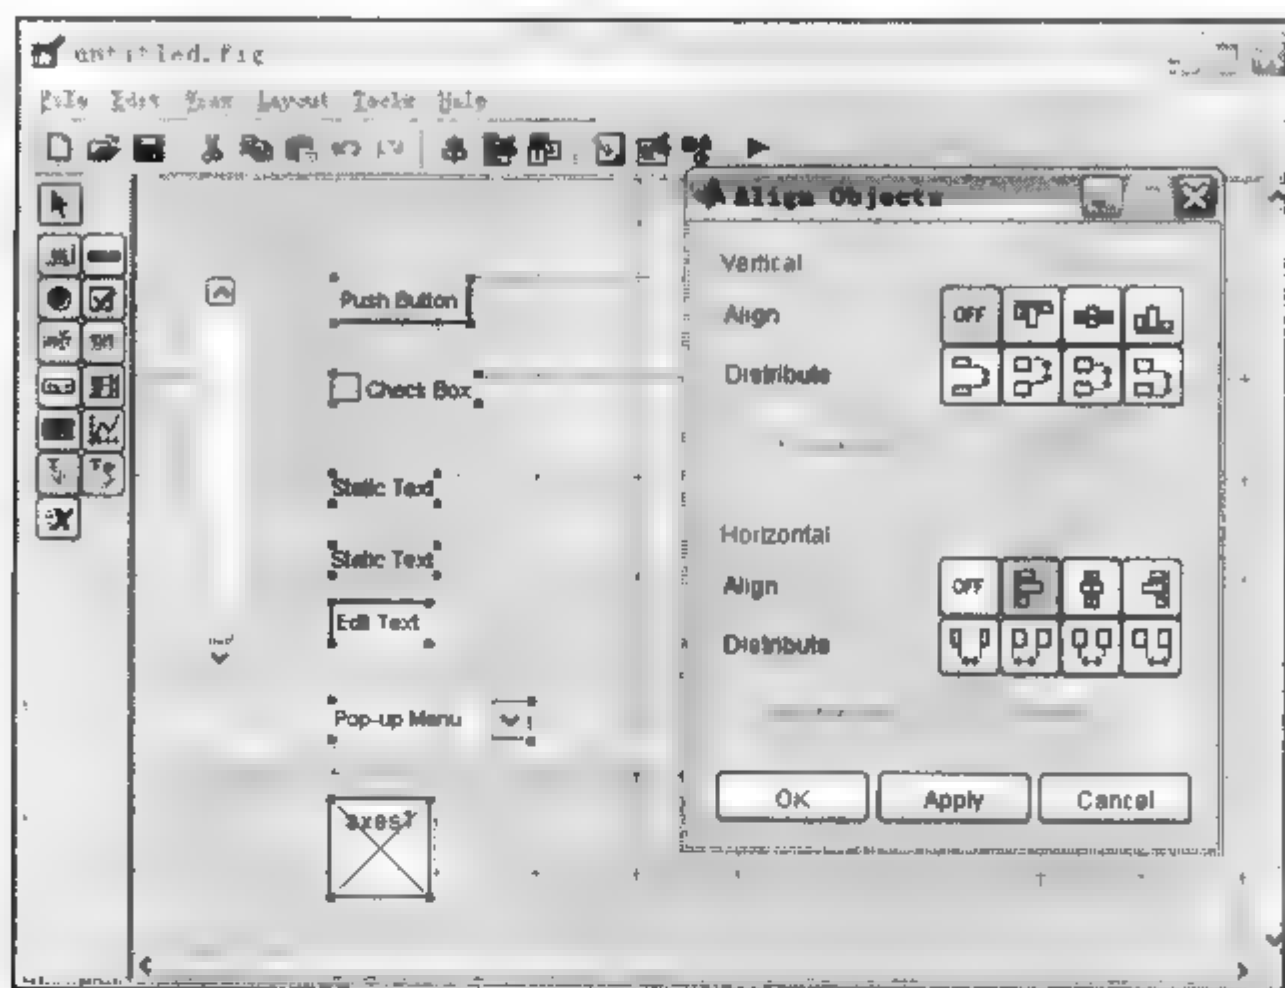 untitled.fig
File Edit View Layout Tools Help
Align Objects
Vertical
Push Button
Align
OFF
Check Box
Distribute
Static Text
Horizontal
Static Text
Align
OFF
Edit Text
Distribute
Pop-up Menu
OK Apply Cancel